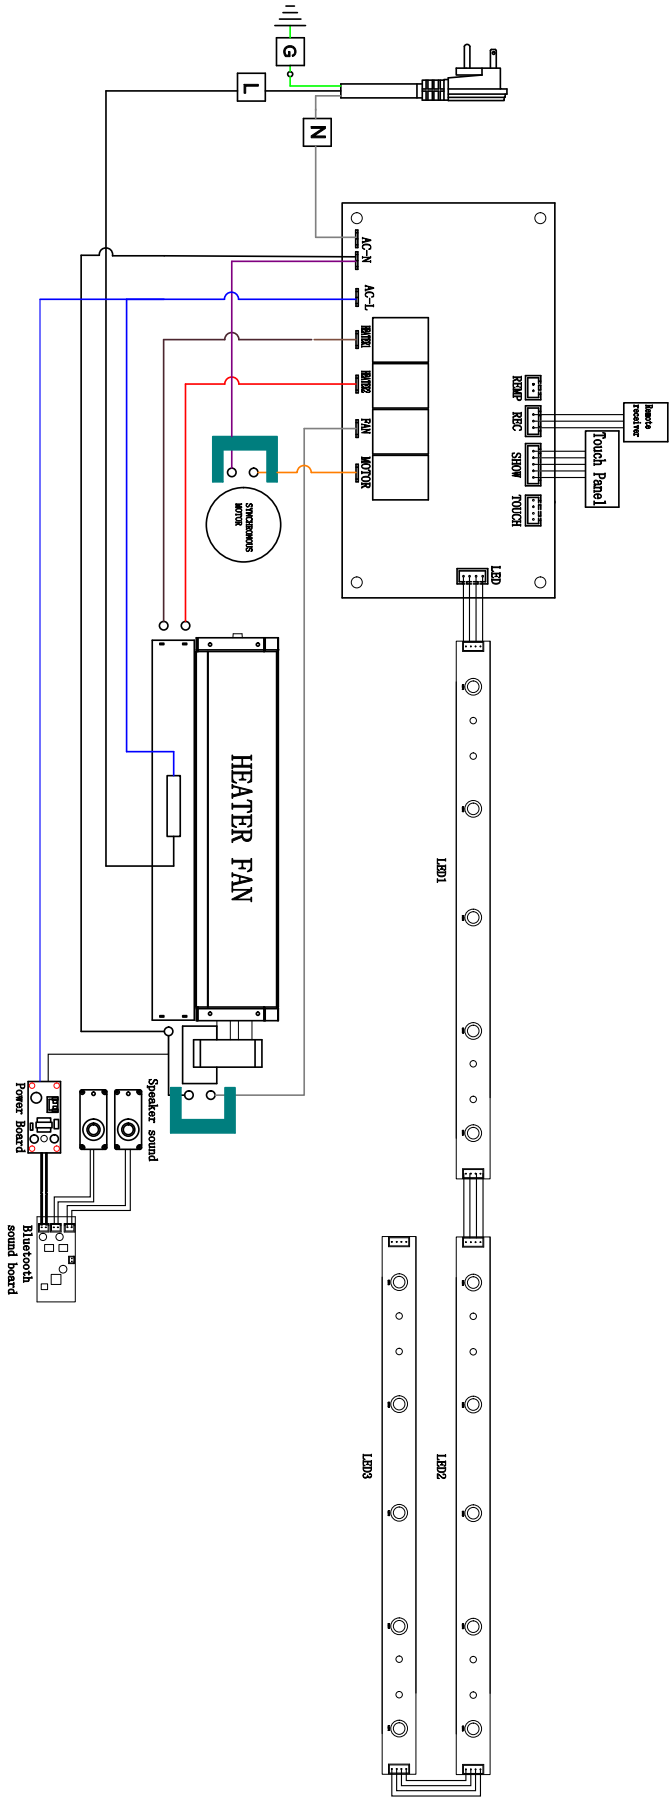 G
L
N
AC-N
AC-L
HEATER1
HEATER2
FAN
MOTOR
REMP
REC
SHOW
TOUCH
LED
Remote
receiver
Touch Panel
SYNCHRONOUS
MOTOR
HEATER FAN
LED1
Speaker sound
Power Board
Bluetooth
sound board
LED2
LED3